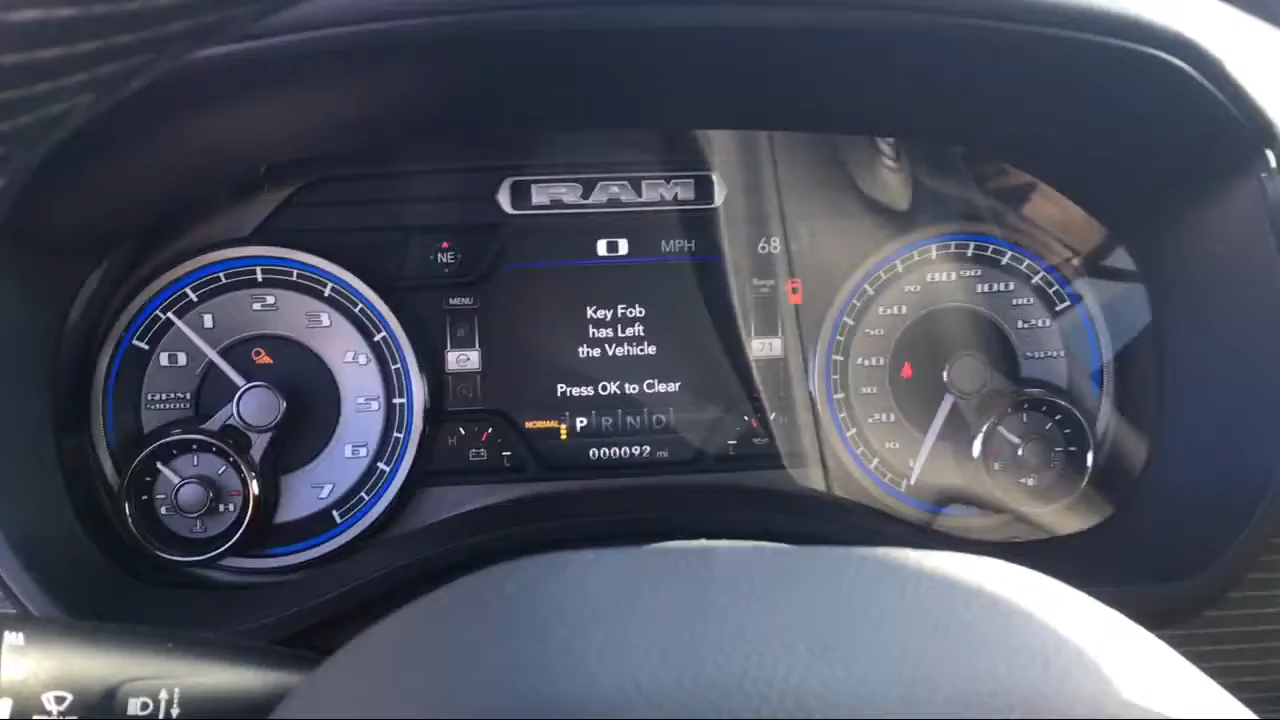 RAM
NE
0 MPH
68
MENU
Range
71
Key Fob
has Left
the Vehicle
Press OK to Clear
NORMAL
P R N D
000092 mi
H
L
0 1 2 3 4 5 6 7
RPM
x1000
C H
10 20 30 40 50 60 70 80 90 100 110 120
MPH
E F